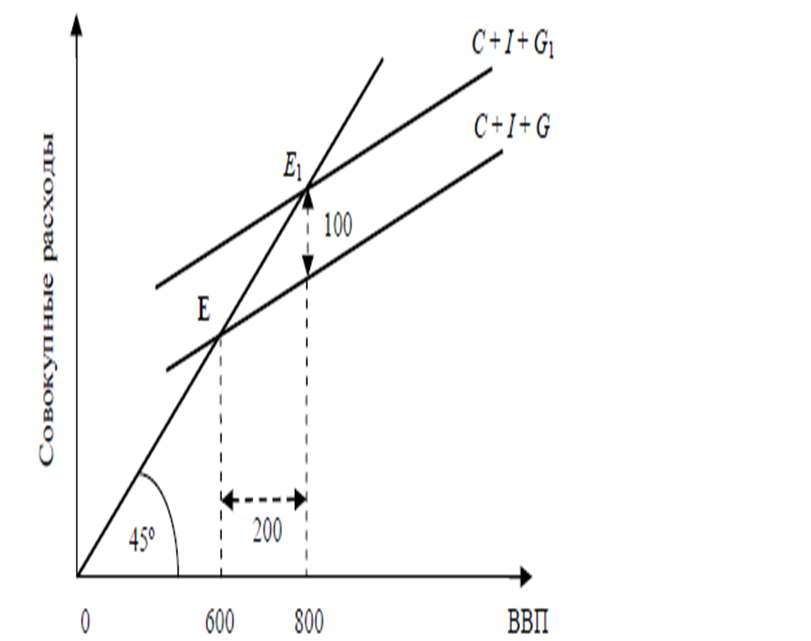 C + I + G₁
C + I + G
E₁
100
E
Совокупные расходы
200
45º
0 600 800 ВВП